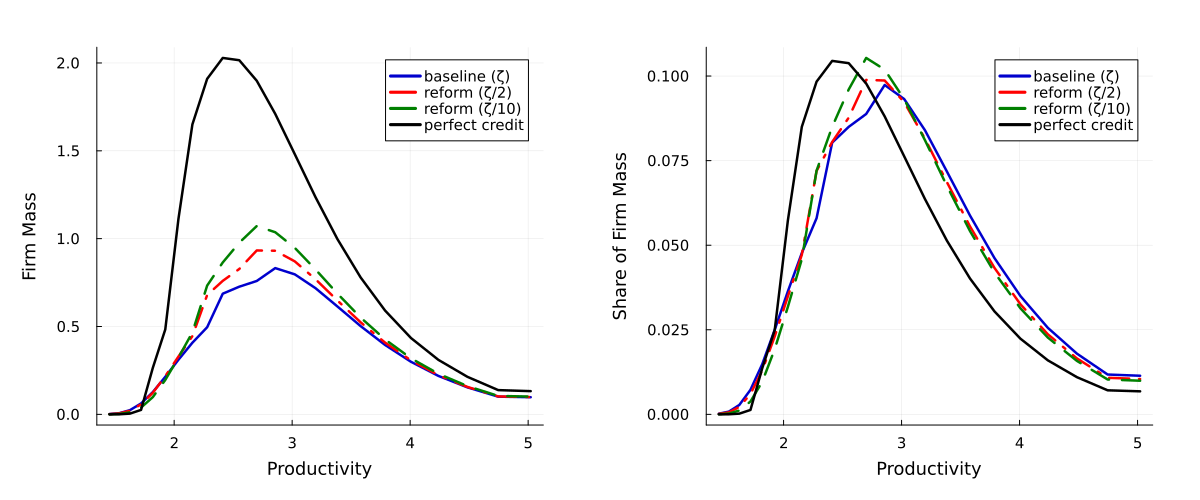 Firm Mass
2.0
1.5
1.0
0.5
0.0
2
3
4
5
Productivity
baseline (ζ)
reform (ζ/2)
reform (ζ/10)
perfect credit
Share of Firm Mass
0.100
0.075
0.050
0.025
0.000
2
3
4
5
Productivity
baseline (ζ)
reform (ζ/2)
reform (ζ/10)
perfect credit